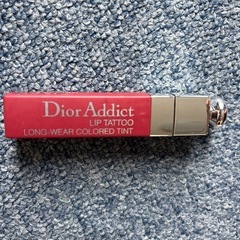 Dior Addict
LIP TATTOO
LONG-WEAR COLORED TINT